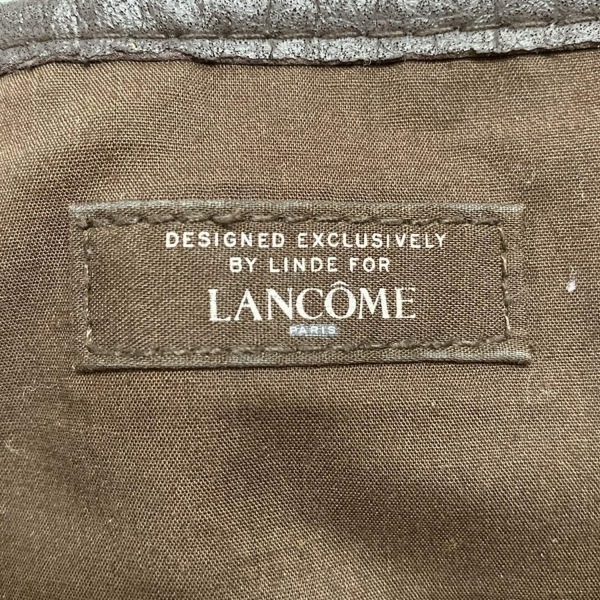 DESIGNED EXCLUSIVELY
BY LINDE FOR
LANCÔME
PARIS